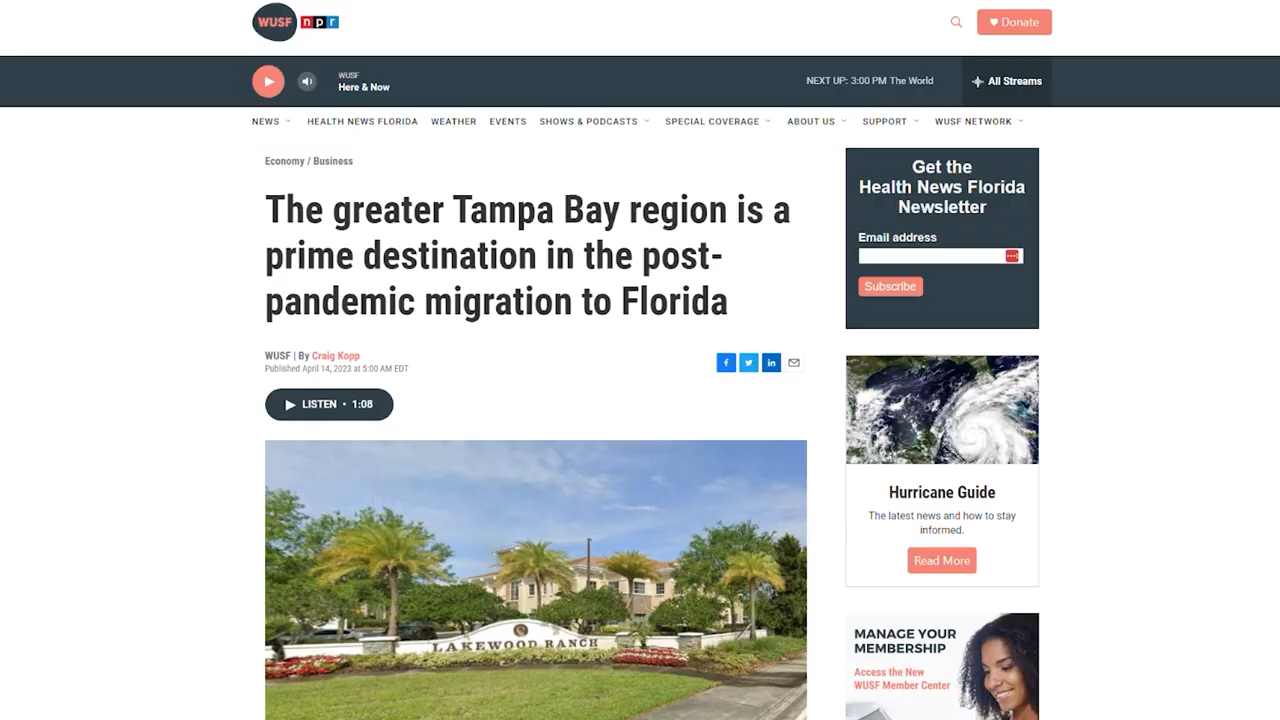 WUSF
npr
Donate
WUSF
Here & Now
NEXT UP: 3:00 PM The World
All Streams
NEWS
HEALTH NEWS FLORIDA
WEATHER
EVENTS
SHOWS & PODCASTS
SPECIAL COVERAGE
ABOUT US
SUPPORT
WUSF NETWORK
Economy / Business
The greater Tampa Bay region is a
prime destination in the post-
pandemic migration to Florida
WUSF | By Craig Kopp
Published April 14, 2023 at 5:00 AM EDT
LISTEN • 1:08
LAKEWOOD RANCH
Get the
Health News Florida
Newsletter
Email address
Subscribe
Hurricane Guide
The latest news and how to stay
informed.
Read More
MANAGE YOUR
MEMBERSHIP
Access the New
WUSF Member Center